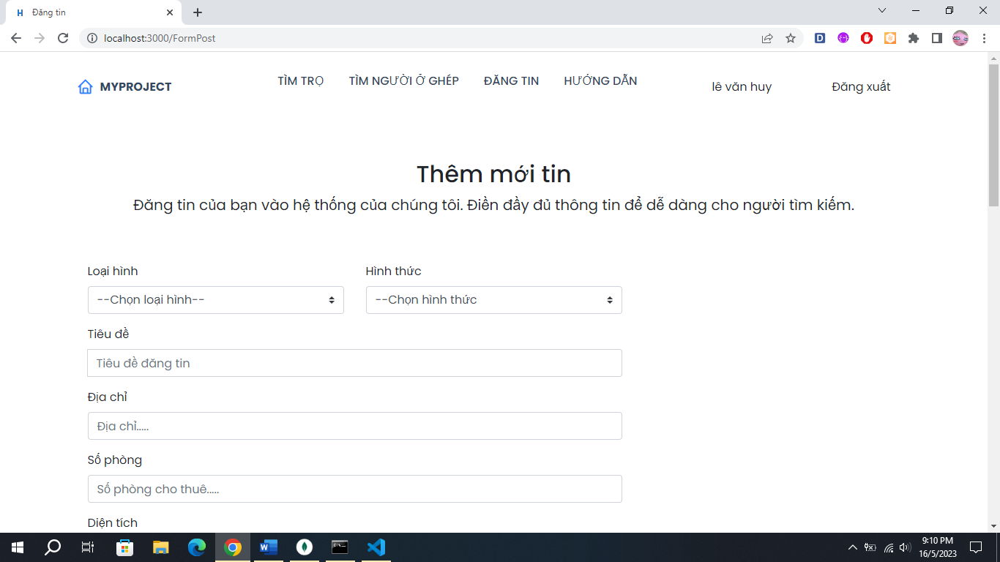 Đăng tin
localhost:3000/FormPost
MYPROJECT
TÌM TRỌ
TÌM NGƯỜI Ở GHÉP
ĐĂNG TIN
HƯỚNG DẪN
lê văn huy
Đăng xuất
Thêm mới tin
Đăng tin của bạn vào hệ thống của chúng tôi. Điền đầy đủ thông tin để dễ dàng cho người tìm kiếm.
Loại hình
Hình thức
--Chọn loại hình--
--Chọn hình thức
Tiêu đề
Tiêu đề đăng tin
Địa chỉ
Địa chỉ.....
Số phòng
Số phòng cho thuê.....
Diện tích
9:10 PM
16/5/2023